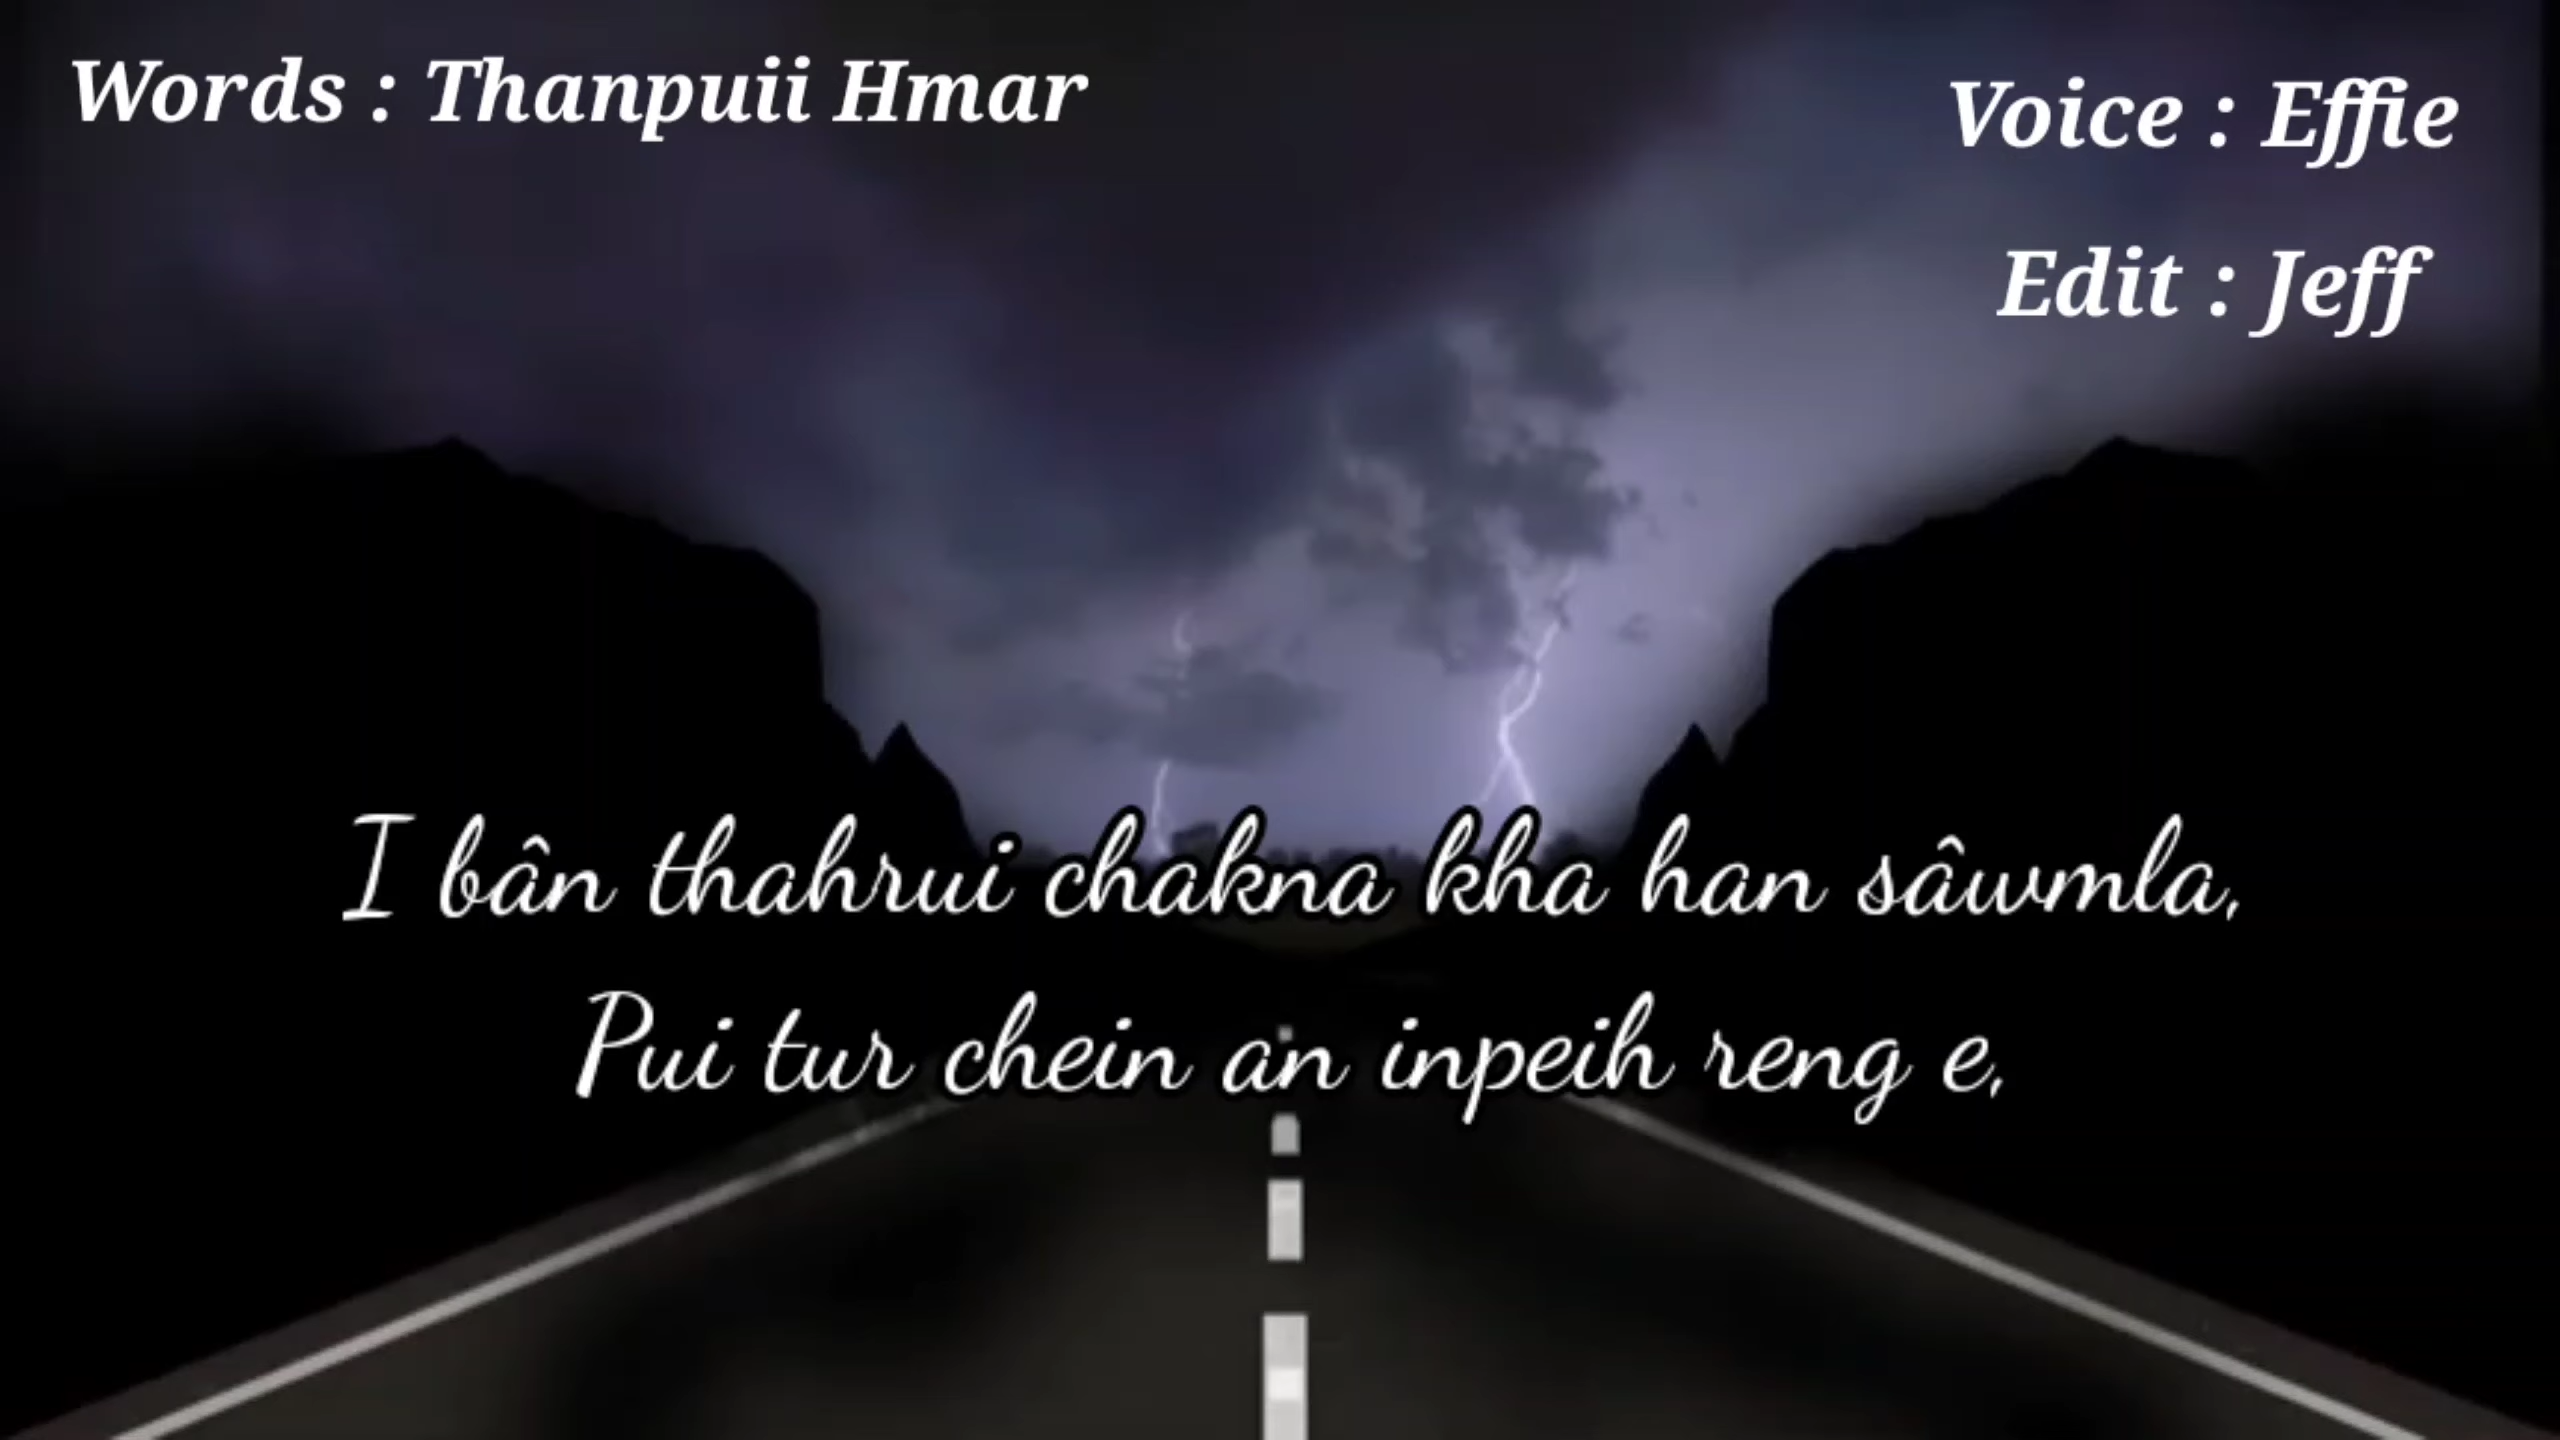 Words : Thanpuii Hmar
Voice : Effie
Edit : Jeff
I bân thahrui chakna kha han sâwmla,
Pui tur chein an inpeih reng e,